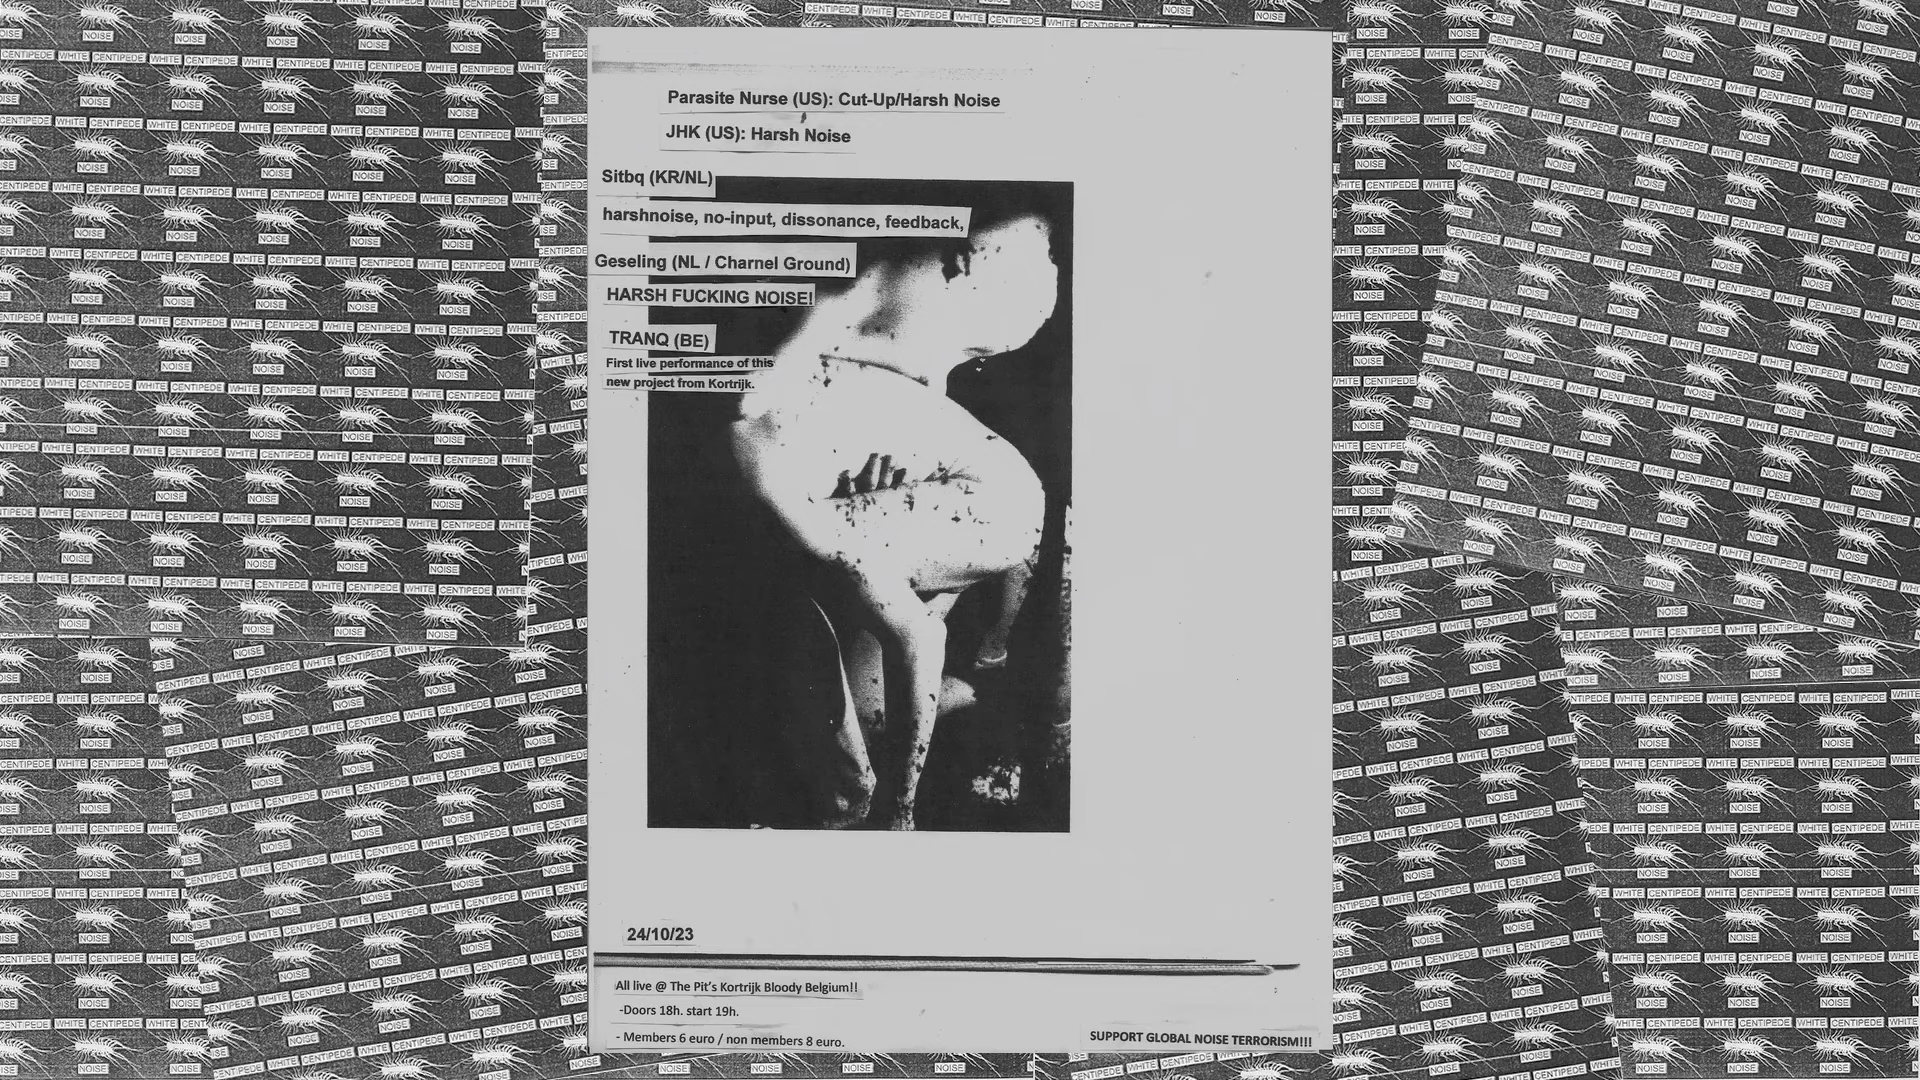 Parasite Nurse (US): Cut-Up/Harsh Noise
JHK (US): Harsh Noise
Sitbq (KR/NL)
harshnoise, no-input, dissonance, feedback,
Geseling (NL / Charnel Ground)
HARSH FUCKING NOISE!
TRANQ (BE)
First live performance of this
new project from Kortrijk.
24/10/23
All live @ The Pit's Kortrijk Bloody Belgium!!
-Doors 18h. start 19h.
- Members 6 euro / non members 8 euro.
SUPPORT GLOBAL NOISE TERRORISM!!!
WHITE CENTIPEDE
NOISE